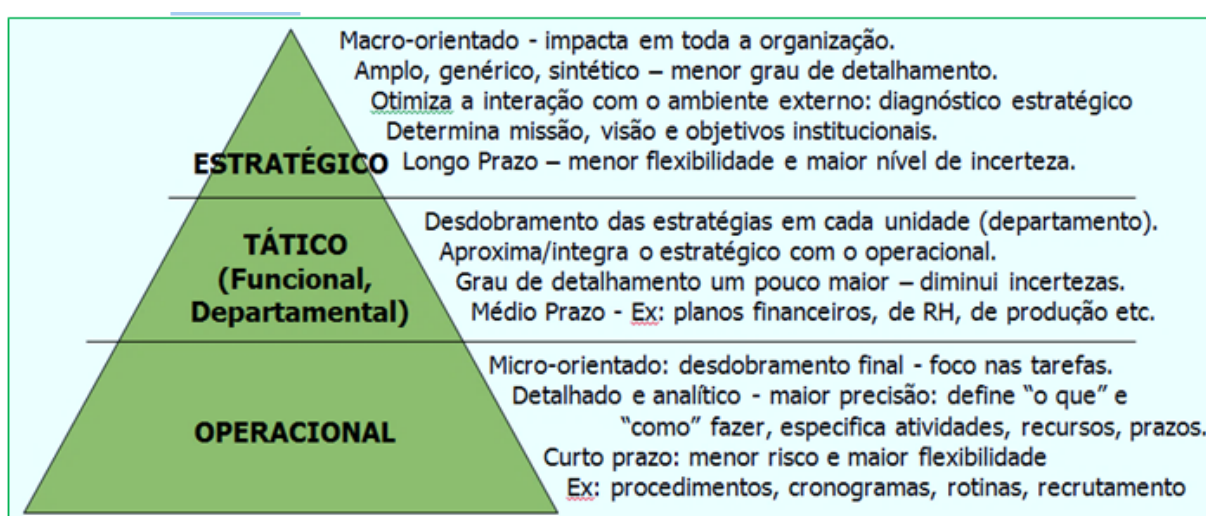 Macro-orientado - impacta em toda a organização.
Amplo, genérico, sintético – menor grau de detalhamento.
Otimiza a interação com o ambiente externo: diagnóstico estratégico
Determina missão, visão e objetivos institucionais.
ESTRATÉGICO
Longo Prazo – menor flexibilidade e maior nível de incerteza.
TÁTICO
(Funcional,
Departamental)
Desdobramento das estratégias em cada unidade (departamento).
Aproxima/integra o estratégico com o operacional.
Grau de detalhamento um pouco maior – diminui incertezas.
Médio Prazo - Ex: planos financeiros, de RH, de produção etc.
OPERACIONAL
Micro-orientado: desdobramento final - foco nas tarefas.
Detalhado e analítico - maior precisão: define “o que” e
“como” fazer, especifica atividades, recursos, prazos.
Curto prazo: menor risco e maior flexibilidade
Ex: procedimentos, cronogramas, rotinas, recrutamento